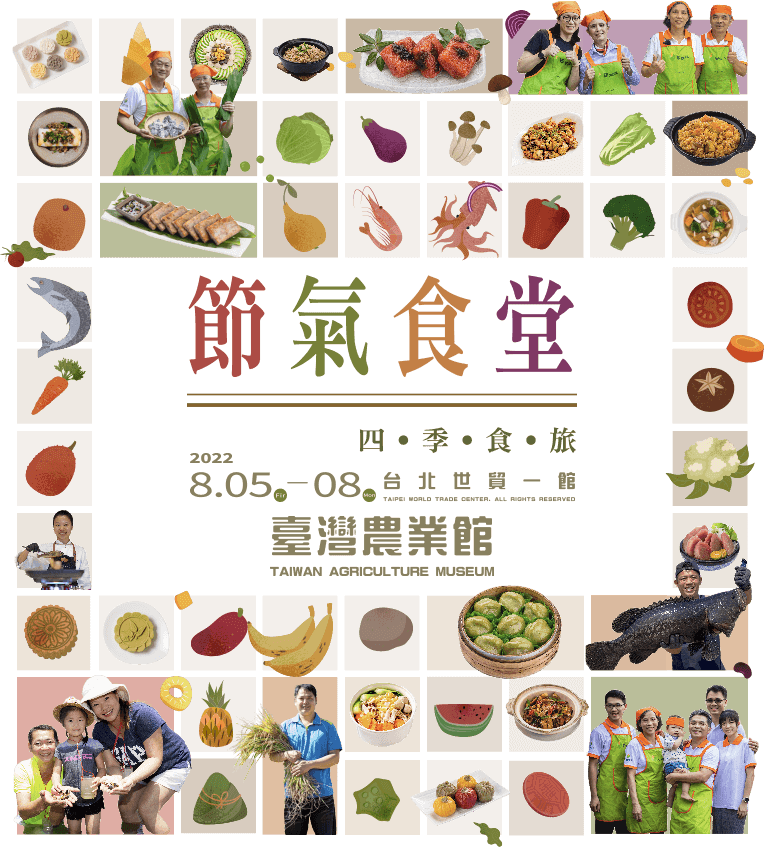 節氣食堂
四・季・食・旅
2022
8.05 Fir — 08 Mon 台北世貿一館
TAIPEI WORLD TRADE CENTER. ALL RIGHTS RESERVED
臺灣農業館
TAIWAN AGRICULTURE MUSEUM